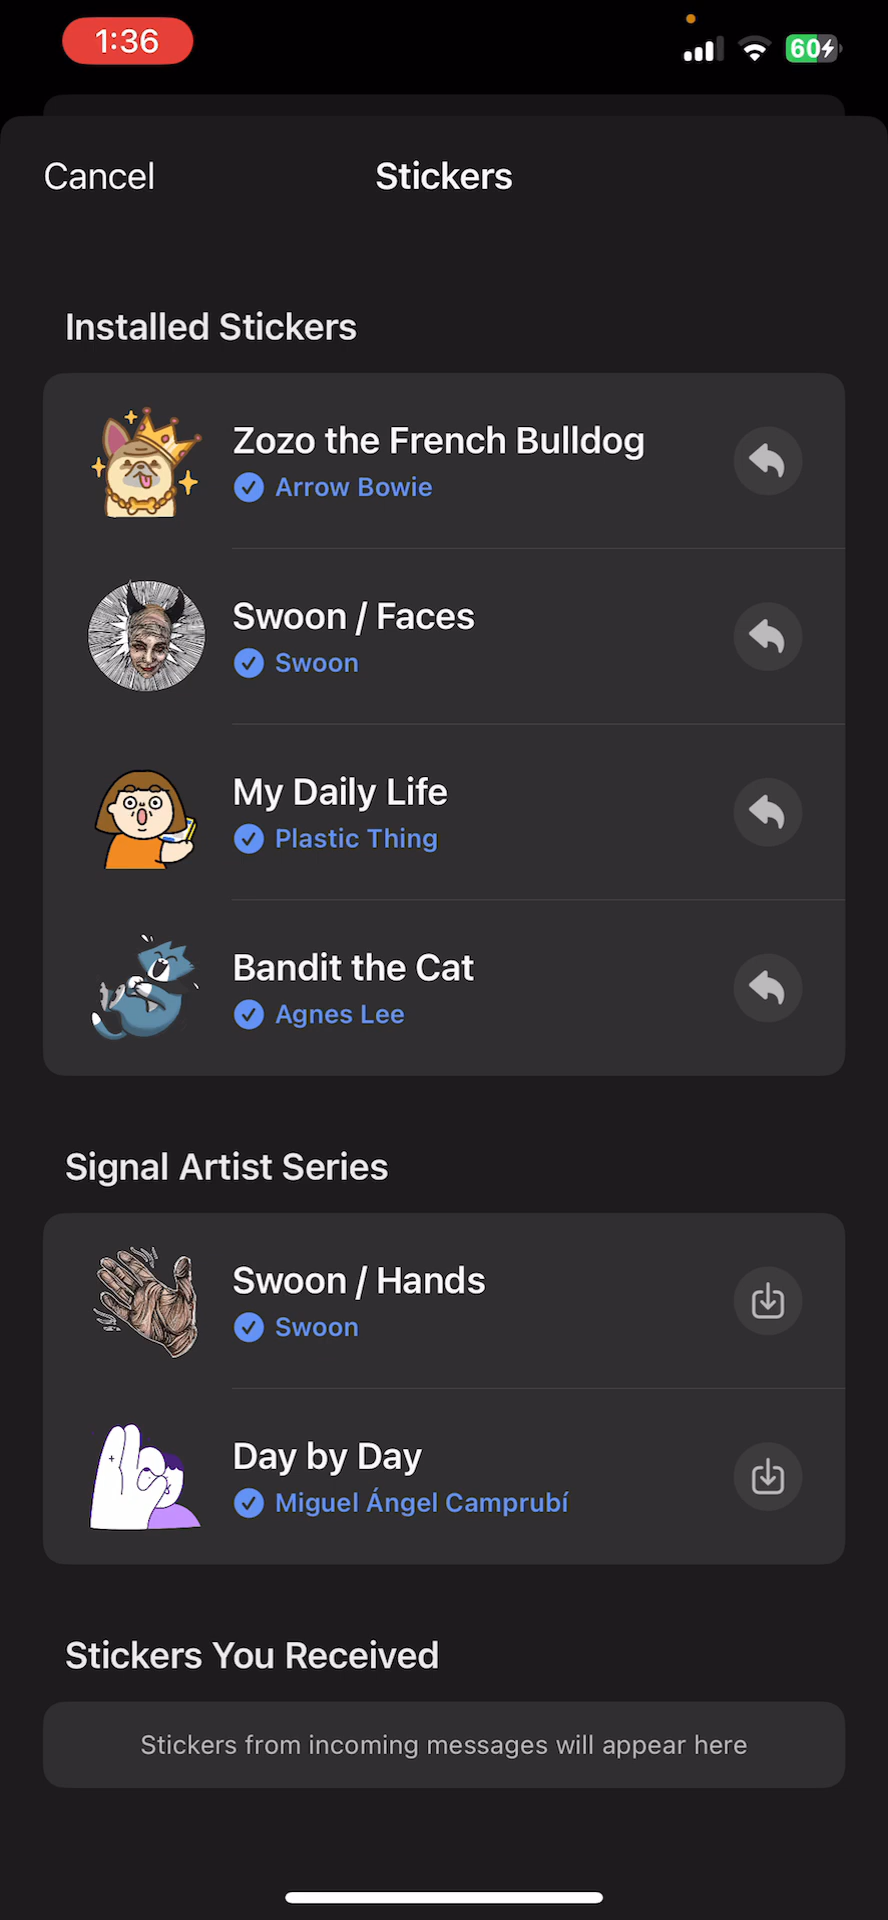 1:36
60
Cancel
Stickers
Installed Stickers
Zozo the French Bulldog
Arrow Bowie
Swoon / Faces
Swoon
My Daily Life
Plastic Thing
Bandit the Cat
Agnes Lee
Signal Artist Series
Swoon / Hands
Swoon
Day by Day
Miguel Ángel Camprubí
Stickers You Received
Stickers from incoming messages will appear here